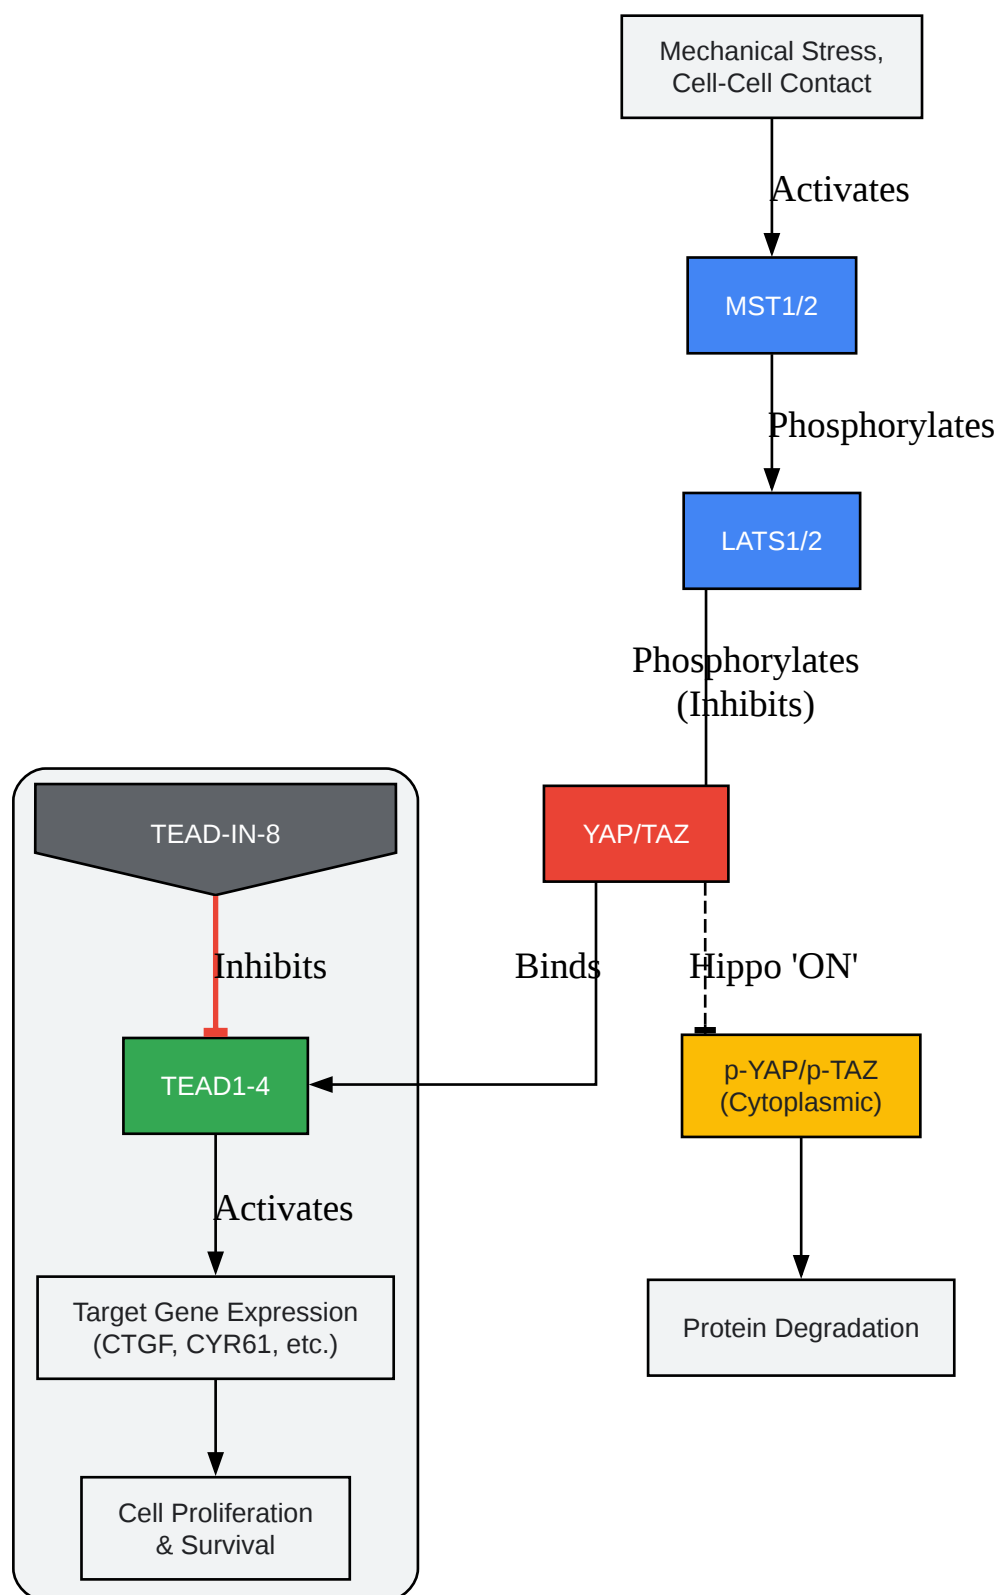 Mechanical Stress,
Cell-Cell Contact
Activates
MST1/2
Phosphorylates
LATS1/2
Phosphorylates
(Inhibits)
TEAD-IN-8
YAP/TAZ
Inhibits
Binds
Hippo 'ON'
TEAD1-4
p-YAP/p-TAZ
(Cytoplasmic)
Activates
Target Gene Expression
(CTGF, CYR61, etc.)
Protein Degradation
Cell Proliferation
& Survival